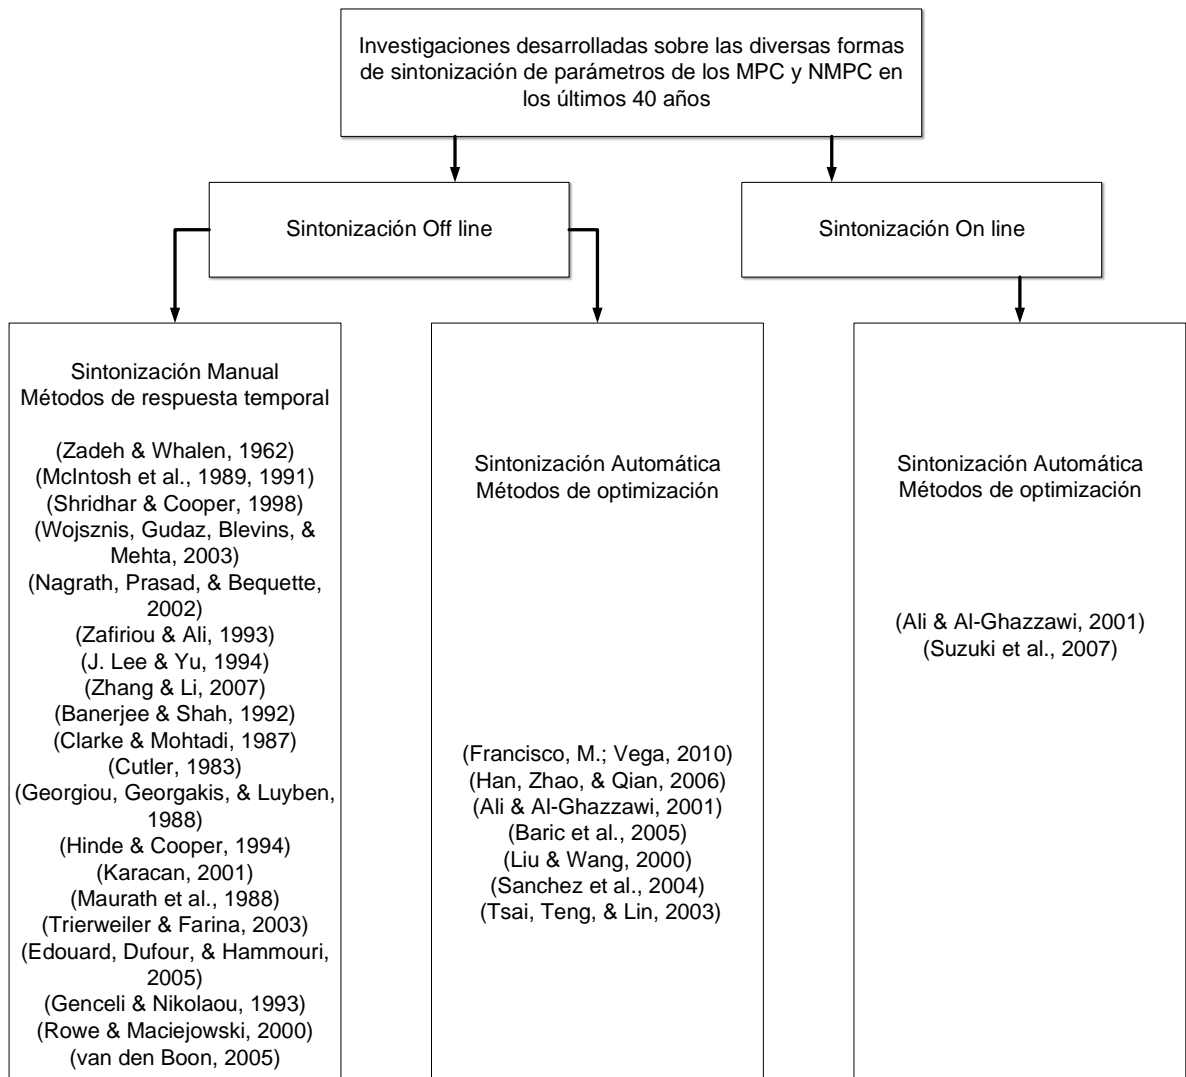 Investigaciones desarrolladas sobre las diversas formas
de sintonización de parámetros de los MPC y NMPC en
los últimos 40 años
Sintonización Off line
Sintonización On line
Sintonización Manual
Métodos de respuesta temporal
(Zadeh & Whalen, 1962)
(McIntosh et al., 1989, 1991)
(Shridhar & Cooper, 1998)
(Wojsznis, Gudaz, Blevins, &
Mehta, 2003)
(Nagrath, Prasad, & Bequette,
2002)
(Zafiriou & Ali, 1993)
(J. Lee & Yu, 1994)
(Zhang & Li, 2007)
(Banerjee & Shah, 1992)
(Clarke & Mohtadi, 1987)
(Cutler, 1983)
(Georgiou, Georgakis, & Luyben,
1988)
(Hinde & Cooper, 1994)
(Karacan, 2001)
(Maurath et al., 1988)
(Trierweiler & Farina, 2003)
(Edouard, Dufour, & Hammouri,
2005)
(Genceli & Nikolaou, 1993)
(Rowe & Maciejowski, 2000)
(van den Boon, 2005)
Sintonización Automática
Métodos de optimización
(Francisco, M.; Vega, 2010)
(Han, Zhao, & Qian, 2006)
(Ali & Al-Ghazzawi, 2001)
(Baric et al., 2005)
(Liu & Wang, 2000)
(Sanchez et al., 2004)
(Tsai, Teng, & Lin, 2003)
Sintonización Automática
Métodos de optimización
(Ali & Al-Ghazzawi, 2001)
(Suzuki et al., 2007)